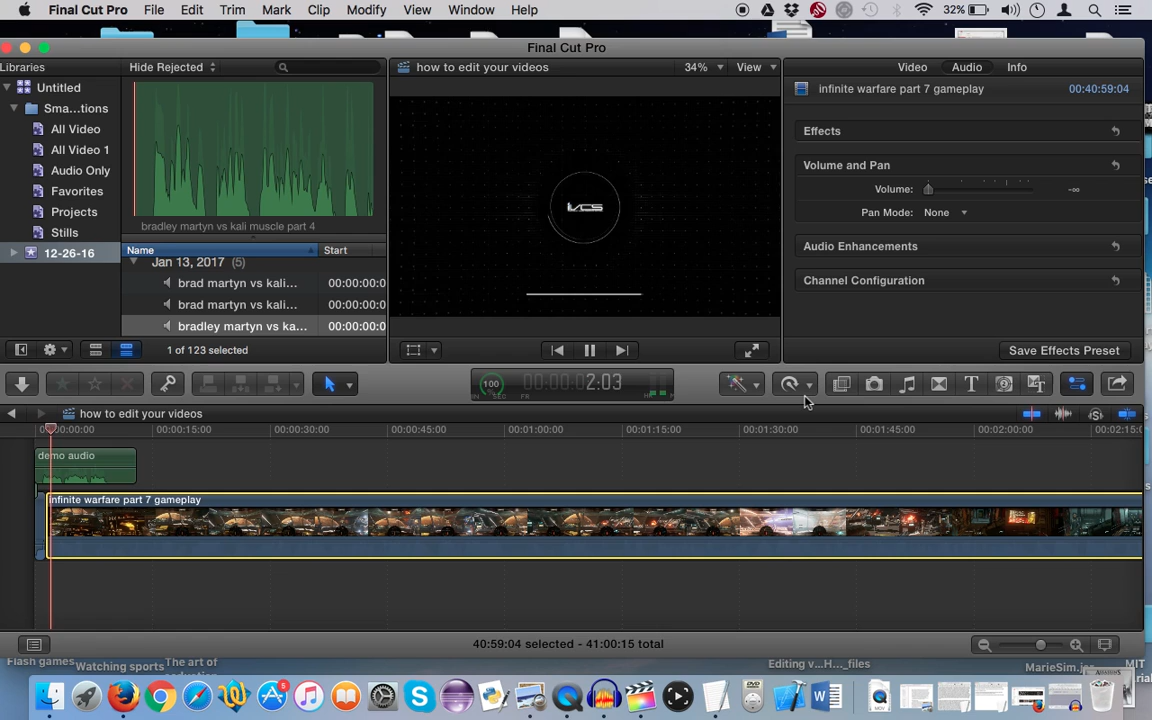 Final Cut Pro File Edit Trim Mark Clip Modify View Window Help 32%
Final Cut Pro
Libraries Hide Rejected how to edit your videos 34% View Video Audio Info
Untitled infinite warfare part 7 gameplay 00:40:59:04
Sma...tions
All Video Effects
All Video 1
Audio Only Volume and Pan
Favorites Volume: -∞
Projects Pan Mode: None
Stills bradley martyn vs kali muscle part 4
12-26-16 Name Start Audio Enhancements
Jan 13, 2017 (5)
brad martyn vs kali... 00:00:00:0 Channel Configuration
brad martyn vs kali... 00:00:00:0
bradley martyn vs ka... 00:00:00:0
1 of 123 selected Save Effects Preset
100 00:00:02:03
how to edit your videos
00:00:15:00 00:00:30:00 00:00:45:00 00:01:00:00 00:01:15:00 00:01:30:00 00:01:45:00 00:02:00:00 00:02:15:0
demo audio
infinite warfare part 7 gameplay
40:59:04 selected - 41:00:15 total
Flash games Watching sports The art of Editing v...H..._files MarieSim.j MIT